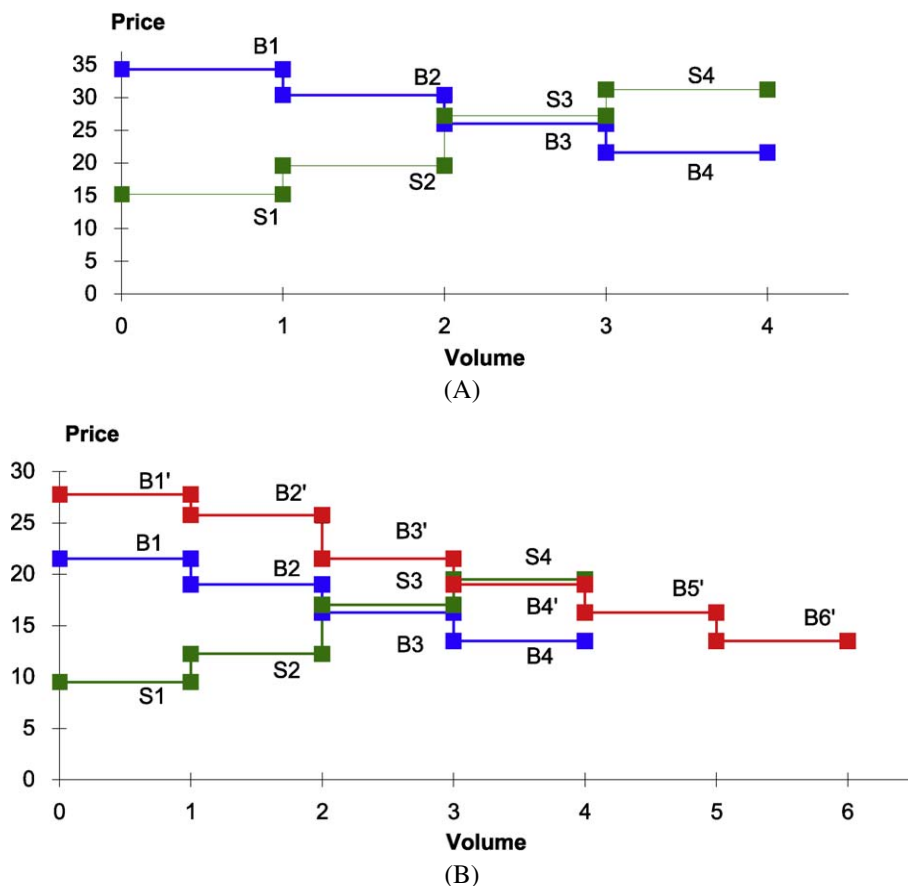 Price
B1
35
B2
S4
30
S3
25
B3
20
B4
S2
15
S1
10
5
0
0 1 2 3 4
Volume
(A)
Price
30
B1'
B2'
25
B3'
B1
S4
20
B2
S3
B5'
B4'
15
B6'
S2
B3
B4
10
S1
5
0
0 1 2 3 4 5 6
Volume
(B)